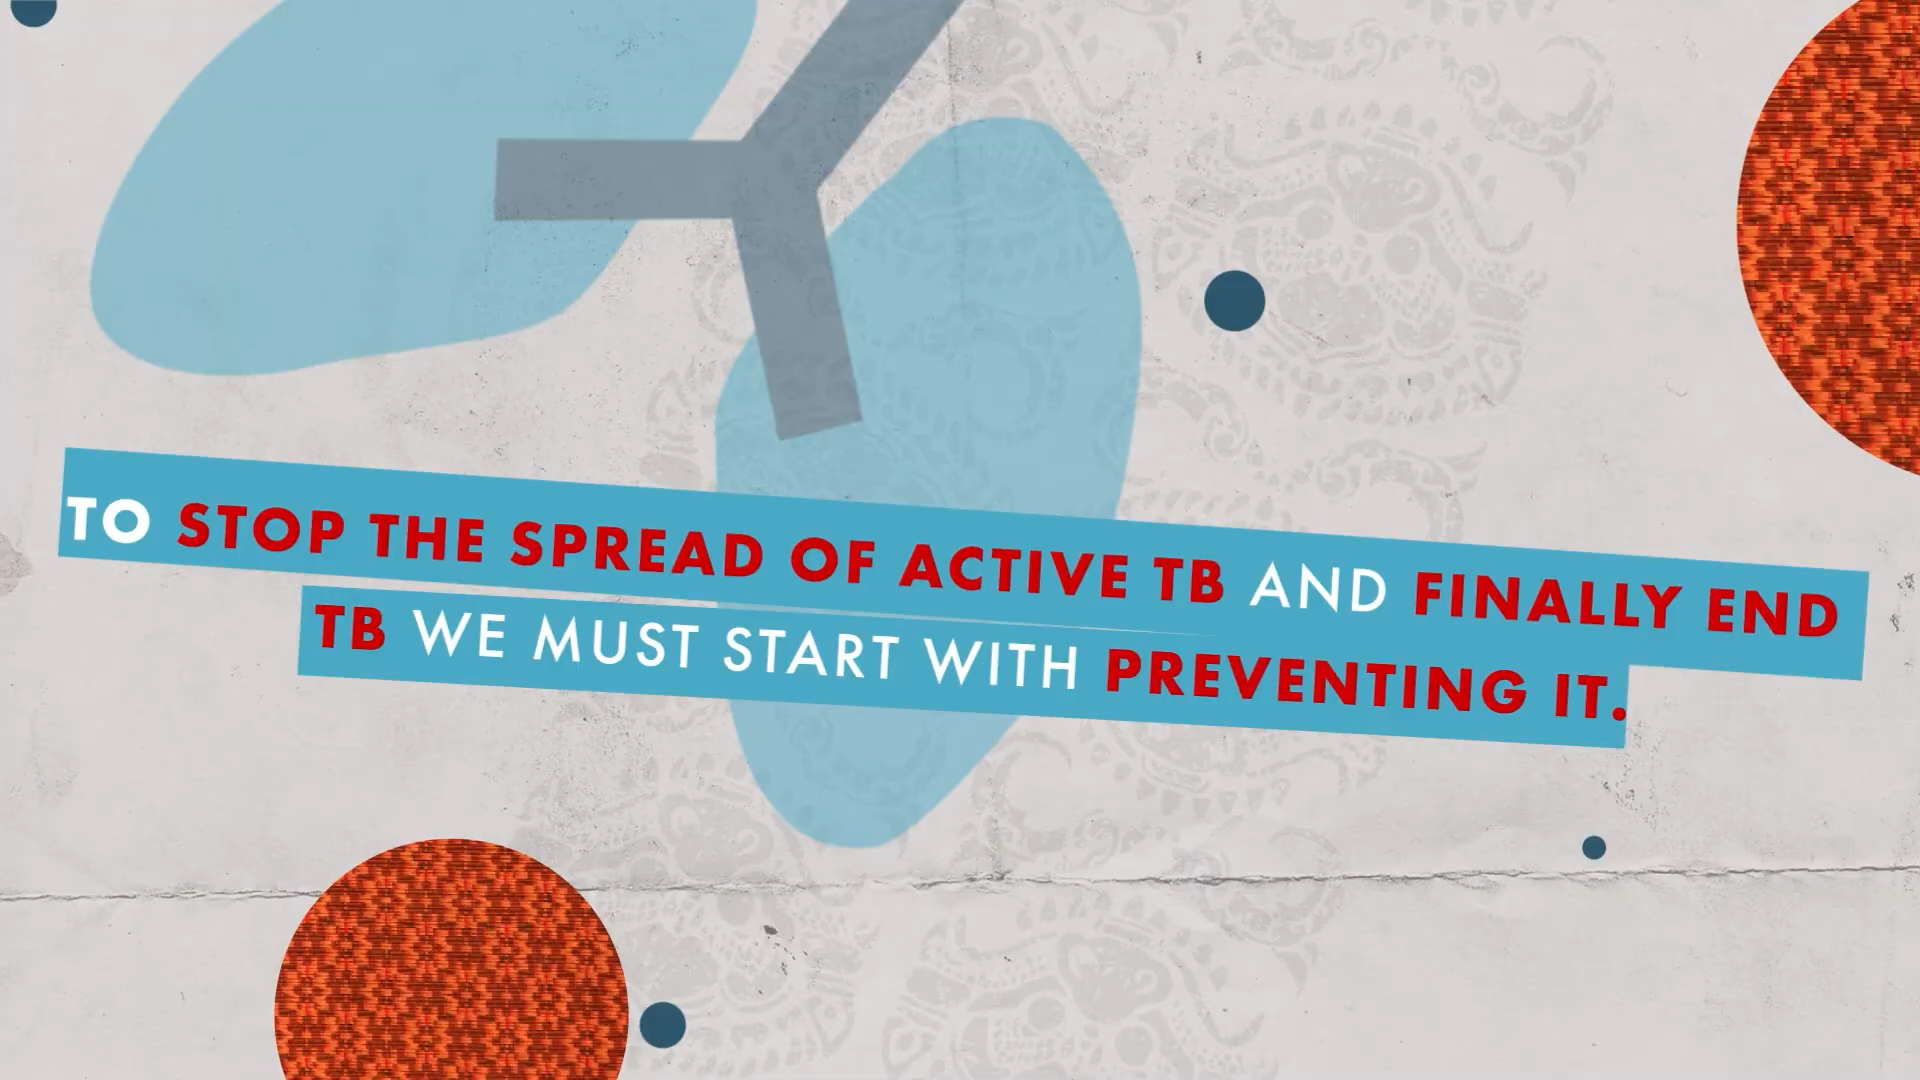 TO STOP THE SPREAD OF ACTIVE TB AND FINALLY END
TB WE MUST START WITH PREVENTING IT.